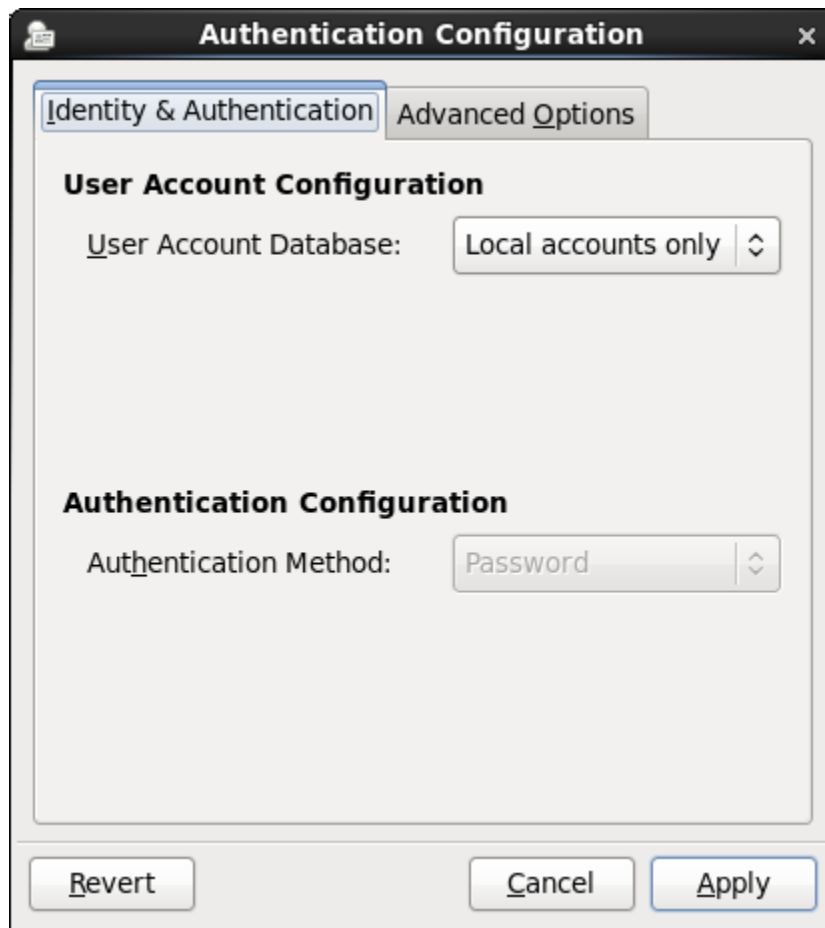 Authentication Configuration
Identity & Authentication
Advanced Options
User Account Configuration
User Account Database: Local accounts only
Authentication Configuration
Authentication Method: Password
Revert Cancel Apply